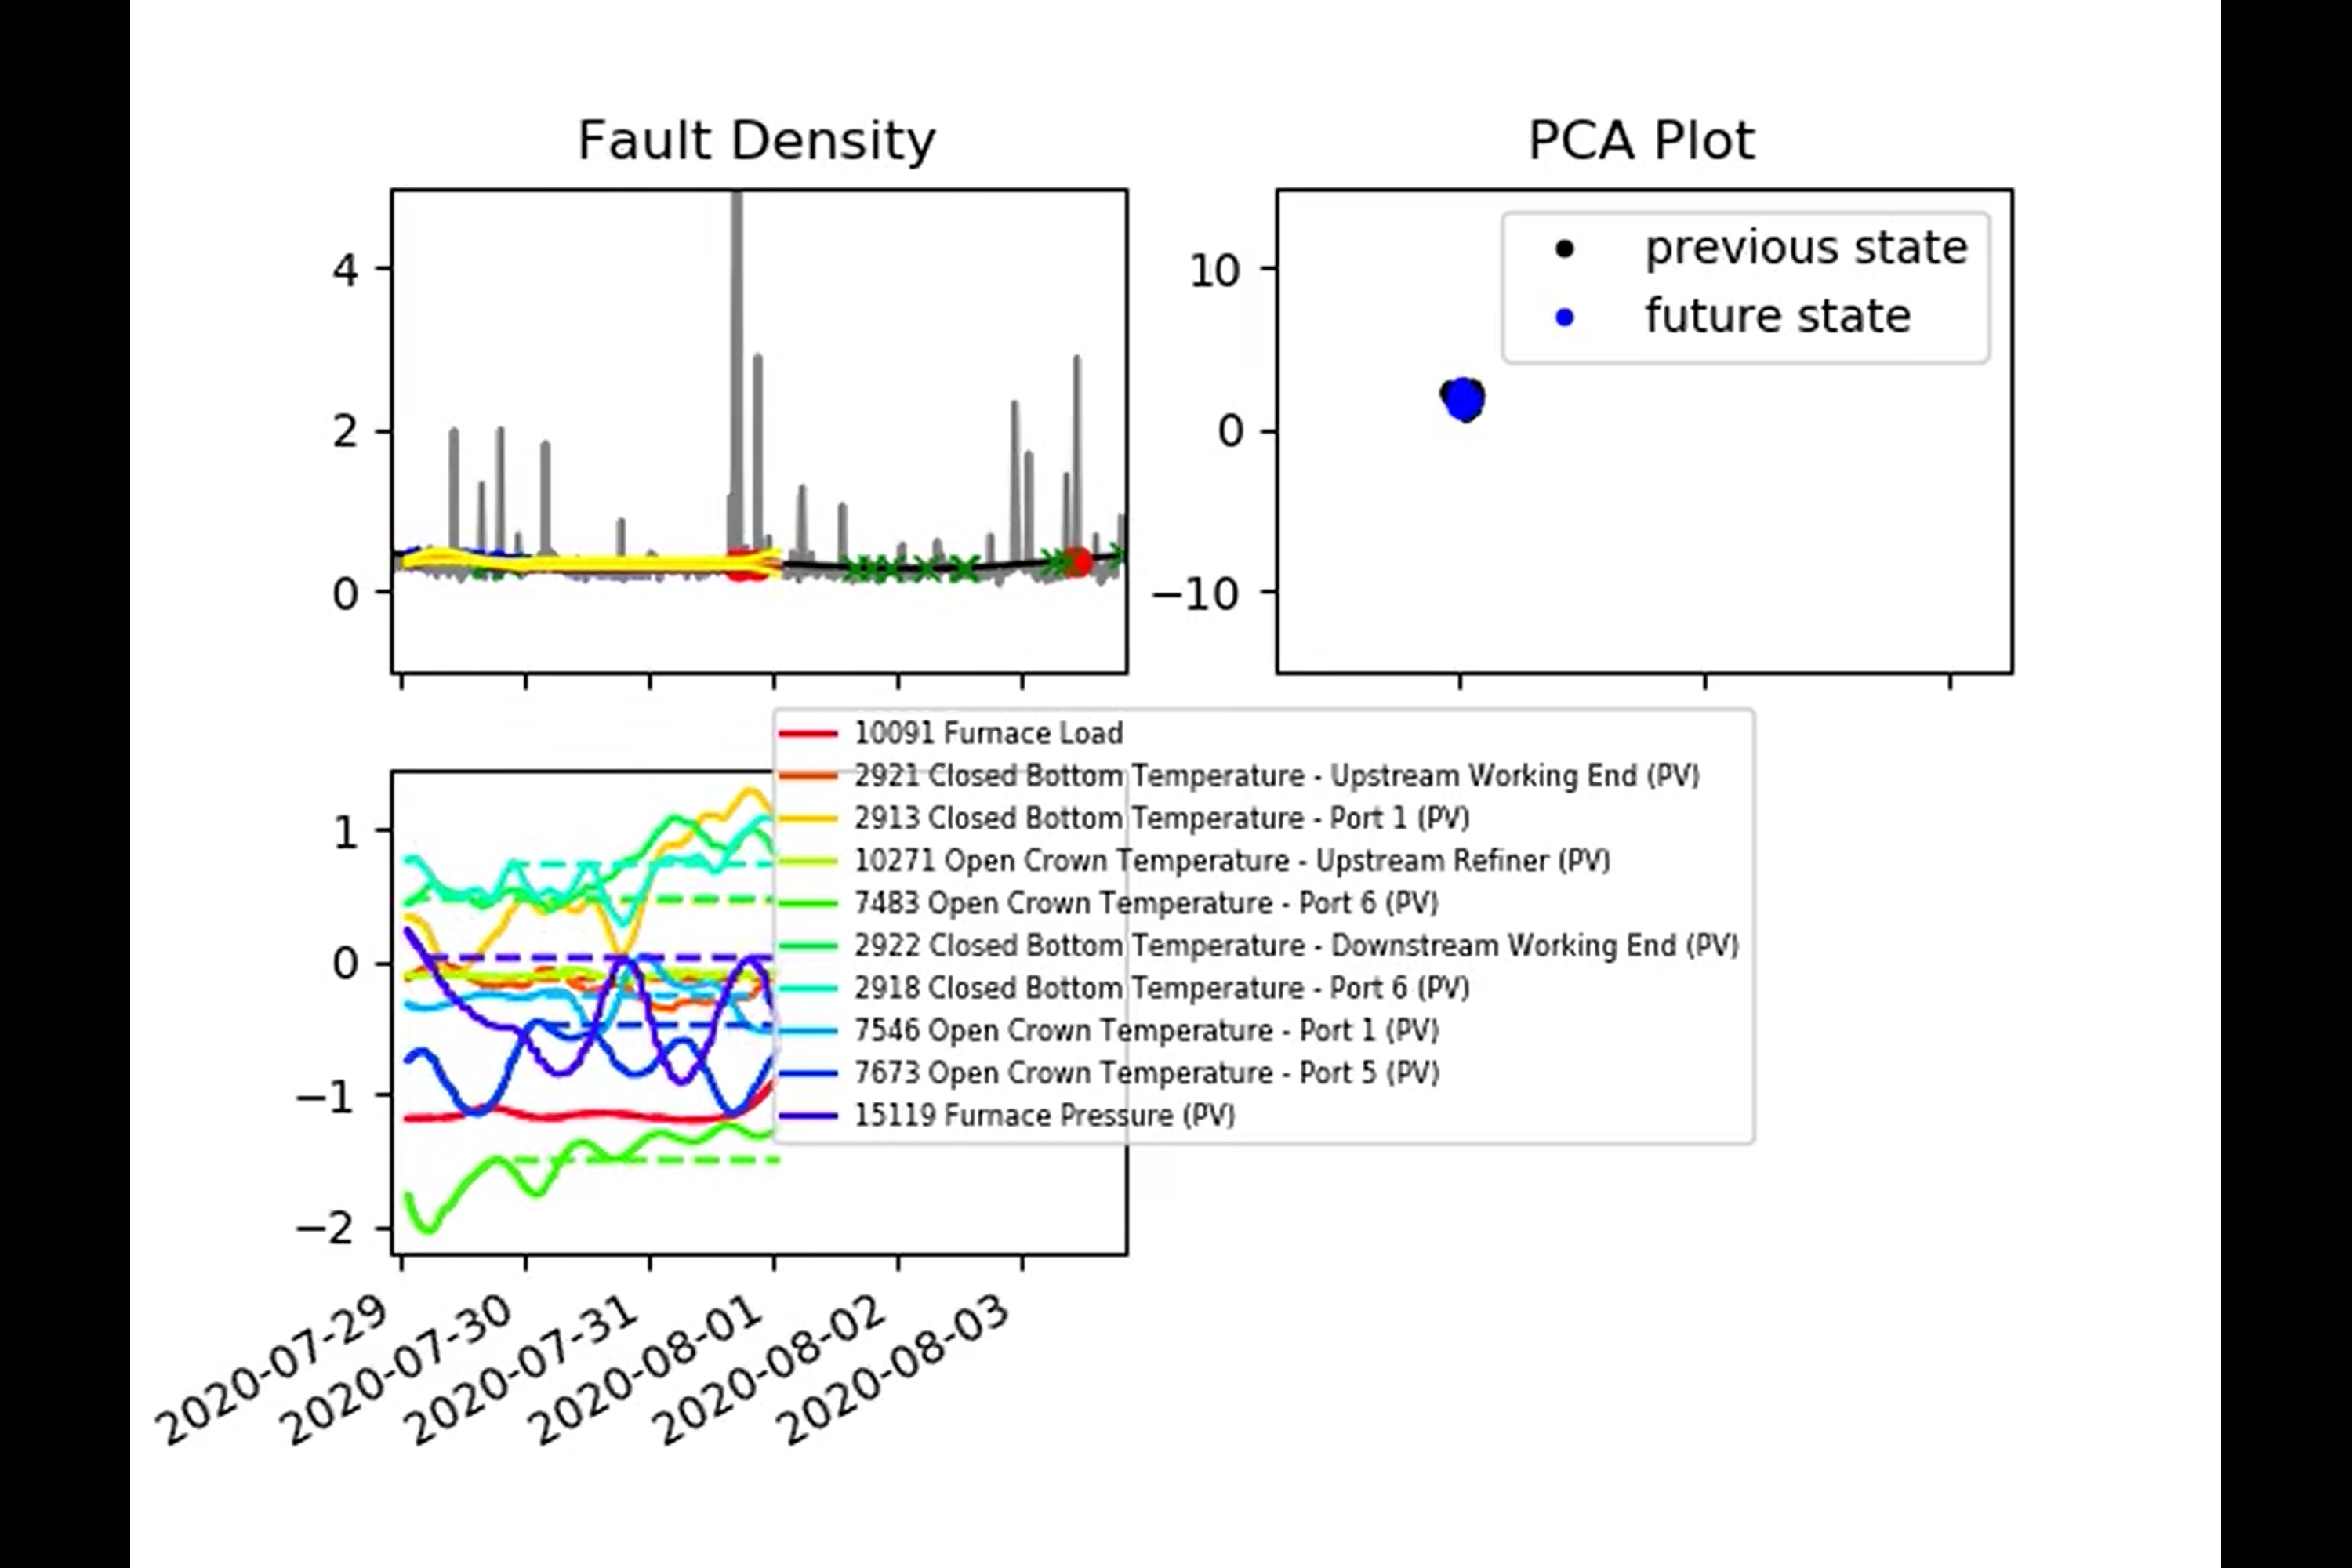 Fault Density
4
2
0
PCA Plot
previous state
future state
10
0
−10
10091 Furnace Load
2921 Closed Bottom Temperature - Upstream Working End (PV)
2913 Closed Bottom Temperature - Port 1 (PV)
10271 Open Crown Temperature - Upstream Refiner (PV)
7483 Open Crown Temperature - Port 6 (PV)
2922 Closed Bottom Temperature - Downstream Working End (PV)
2918 Closed Bottom Temperature - Port 6 (PV)
7546 Open Crown Temperature - Port 1 (PV)
7673 Open Crown Temperature - Port 5 (PV)
15119 Furnace Pressure (PV)
1
0
−1
−2
2020-07-29
2020-07-30
2020-07-31
2020-08-01
2020-08-02
2020-08-03